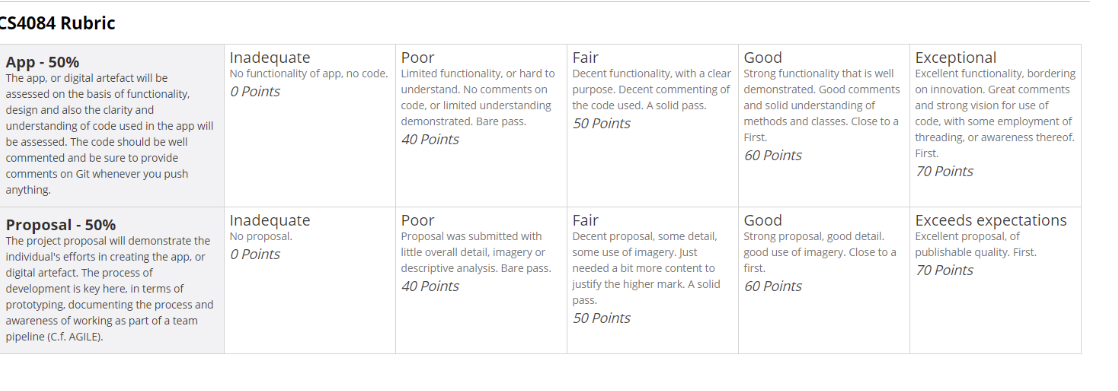 CS4084 Rubric
App - 50%
The app, or digital artefact will be
assessed on the basis of functionality,
design and also the clarity and
understanding of code used in the app will
be assessed. The code should be well
commented and be sure to provide
comments on Git whenever you push
anything.
Inadequate
No functionality of app, no code.
0 Points
Poor
Limited functionality, or hard to
understand. No comments on
code, or limited understanding
demonstrated. Bare pass.
40 Points
Fair
Decent functionality, with a clear
purpose. Decent commenting of
the code used. A solid pass.
50 Points
Good
Strong functionality that is well
demonstrated. Good comments
and solid understanding of
methods and classes. Close to a
First.
60 Points
Exceptional
Excellent functionality, bordering
on innovation. Great comments
and strong vision for use of
code, with some employment of
threading, or awareness thereof.
First.
70 Points
Proposal - 50%
The project proposal will demonstrate the
individual's efforts in creating the app, or
digital artefact. The process of
development is key here, in terms of
prototyping, documenting the process and
awareness of working as part of a team
pipeline (C.f. AGILE).
Inadequate
No proposal.
0 Points
Poor
Proposal was submitted with
little overall detail, imagery or
descriptive analysis. Bare pass.
40 Points
Fair
Decent proposal, some detail,
some use of imagery. Just
needed a bit more content to
justify the higher mark. A solid
pass.
50 Points
Good
Strong proposal, good detail.
good use of imagery. Close to a
first.
60 Points
Exceeds expectations
Excellent proposal, of
publishable quality. First.
70 Points